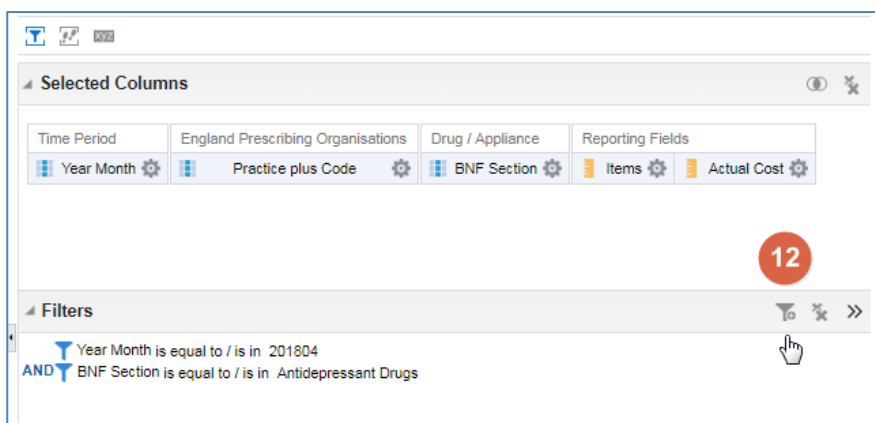 xyz
Selected Columns
Time Period England Prescribing Organisations Drug / Appliance Reporting Fields
Year Month Practice plus Code BNF Section Items Actual Cost
12
Filters
Year Month is equal to / is in 201804
AND BNF Section is equal to / is in Antidepressant Drugs